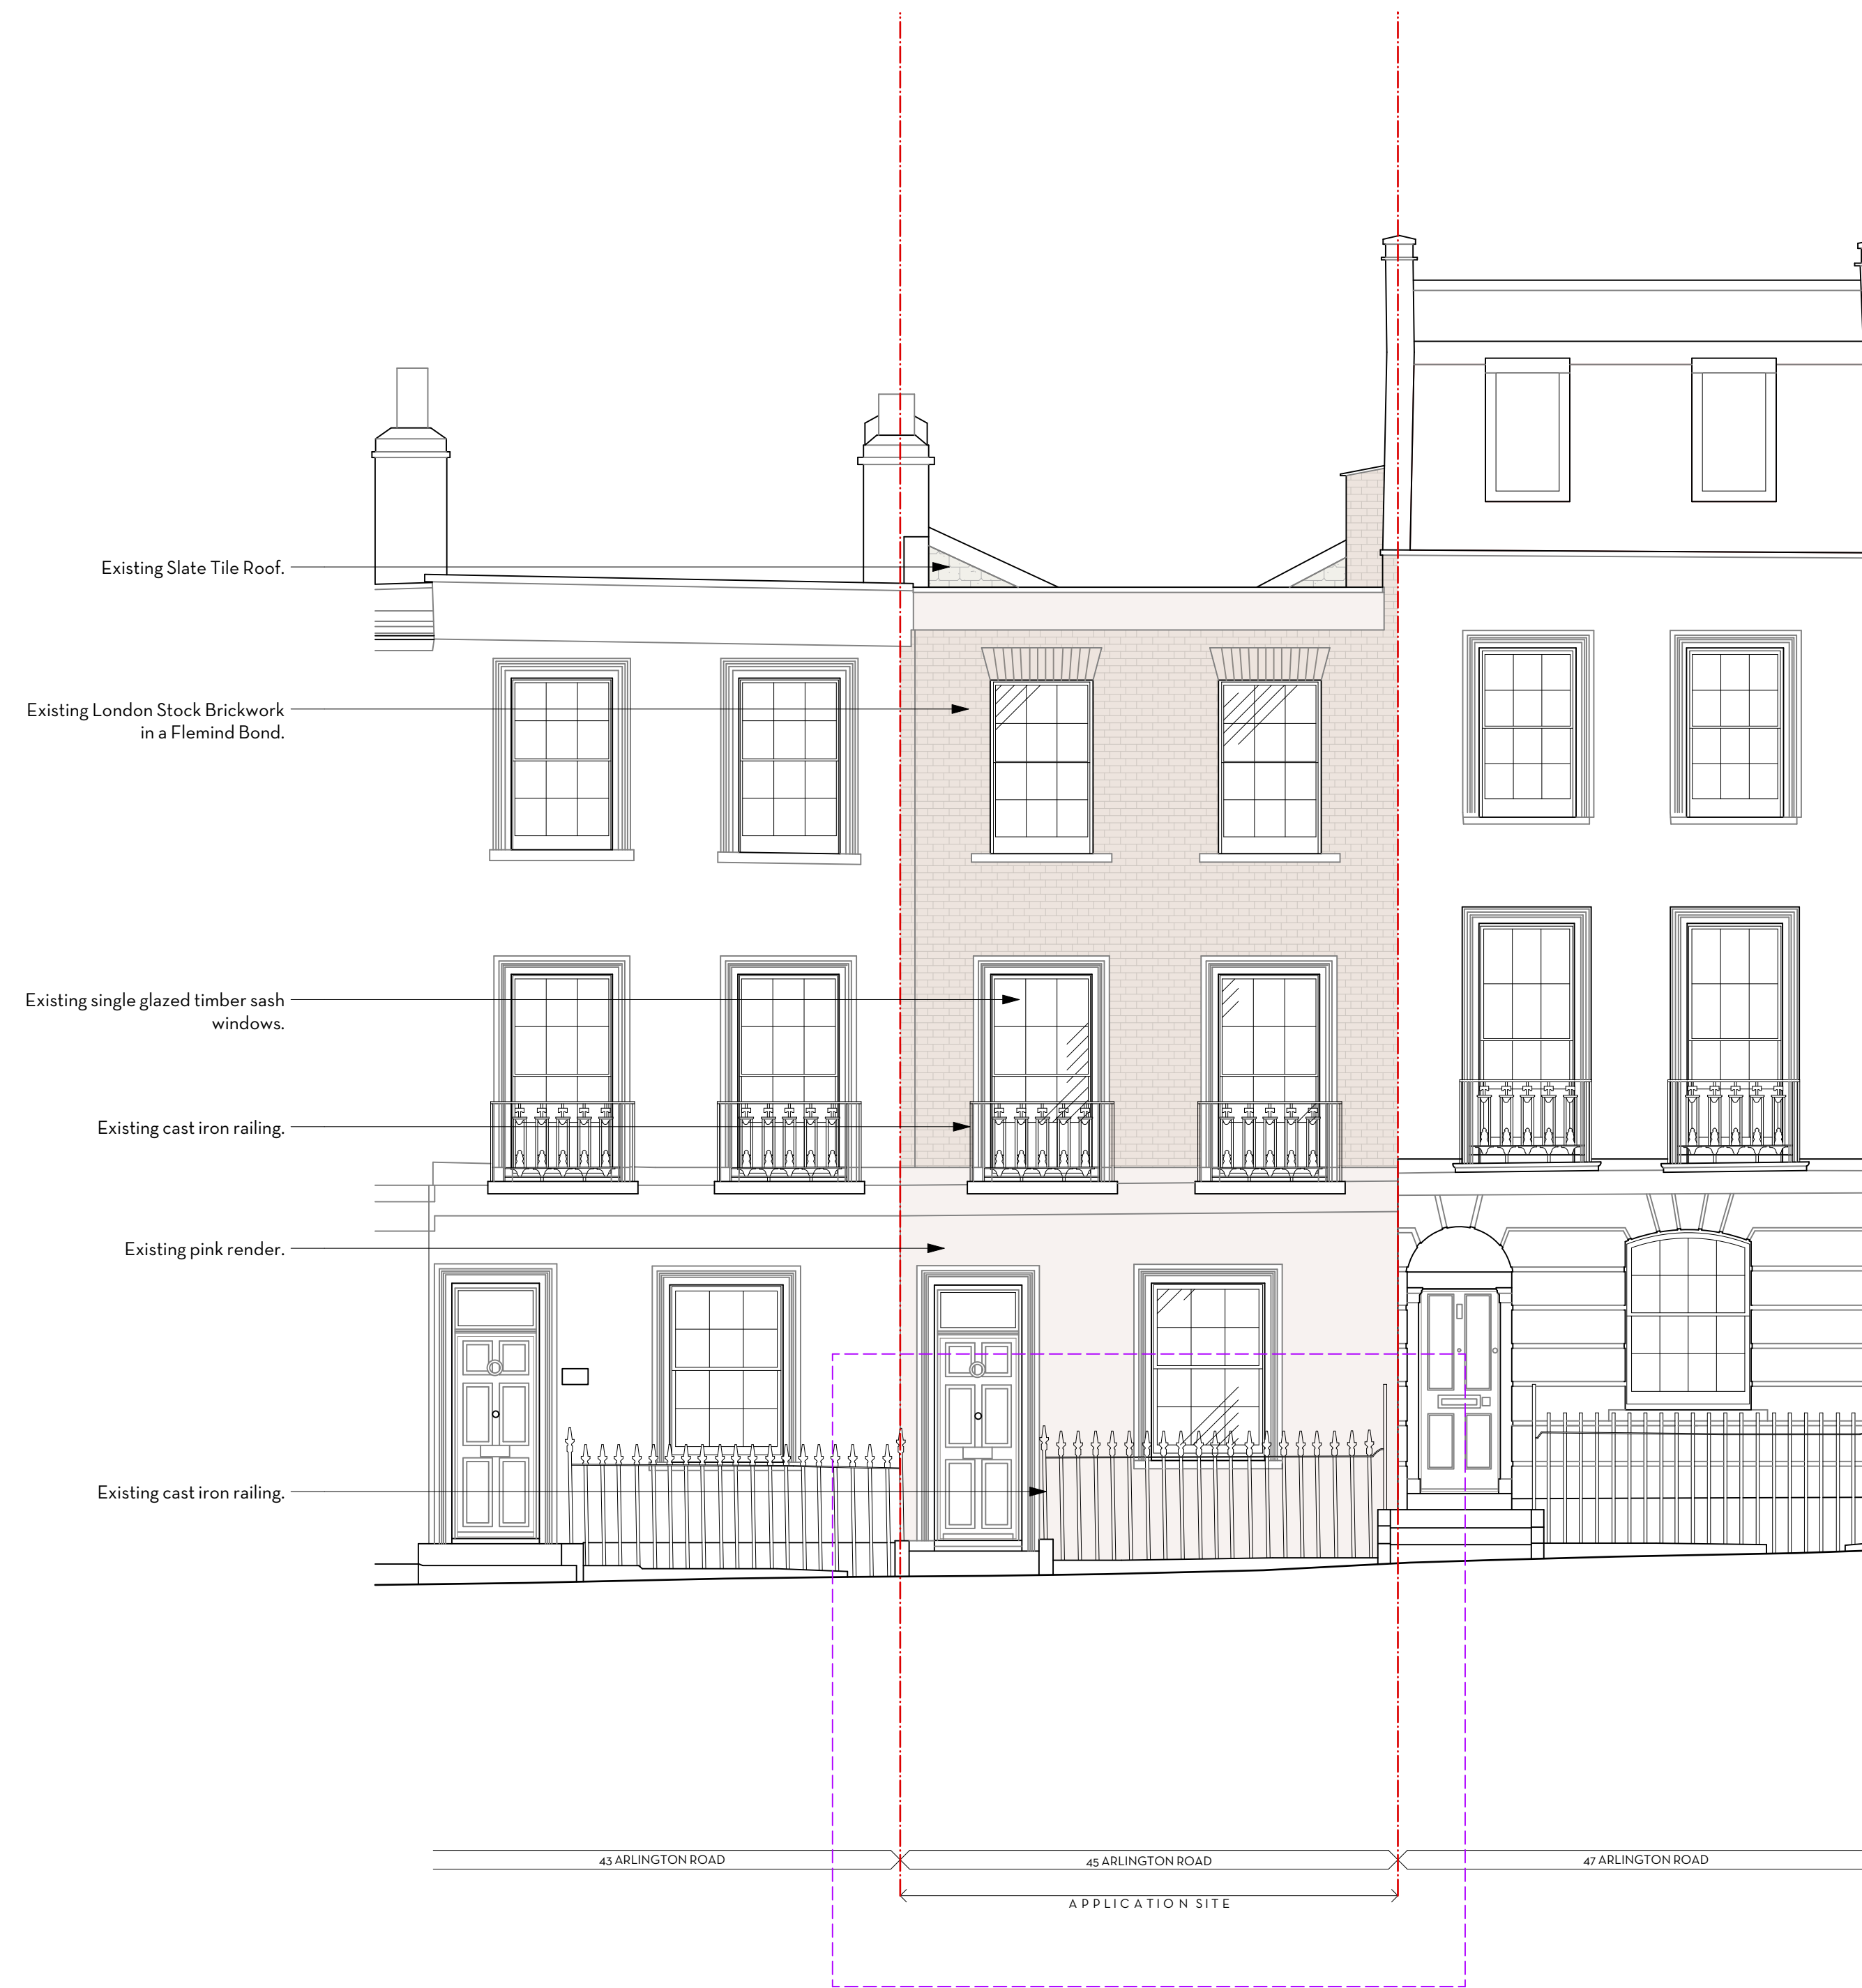 Existing Slate Tile Roof.
Existing London Stock Brickwork
in a Flemind Bond.
Existing single glazed timber sash
windows.
Existing cast iron railing.
Existing pink render.
Existing cast iron railing.
43 ARLINGTON ROAD
45 ARLINGTON ROAD
47 ARLINGTON ROAD
APPLICATION SITE